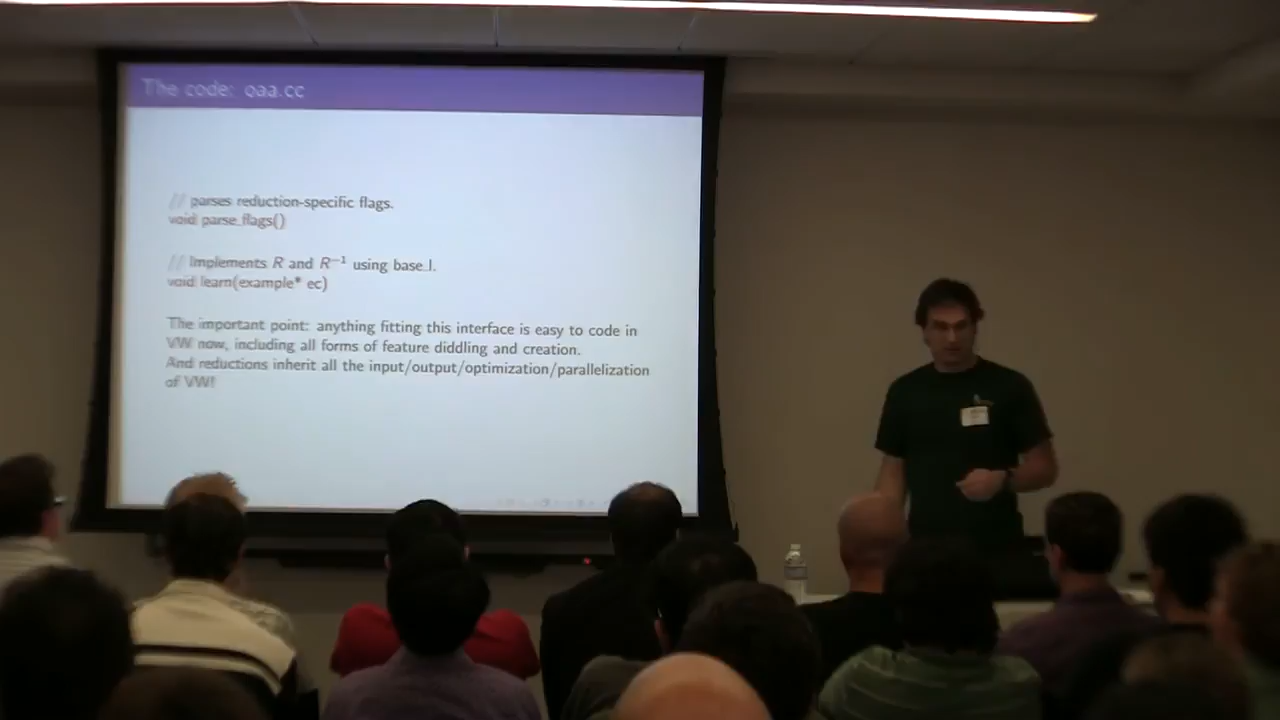 The code: oaa.cc
// parses reduction-specific flags.
void parse_flags()
// Implements R and R⁻¹ using base_l.
void learn(example* ec)
The important point: anything fitting this interface is easy to code in
VW now, including all forms of feature diddling and creation.
And reductions inherit all the input/output/optimization/parallelization
of VW!